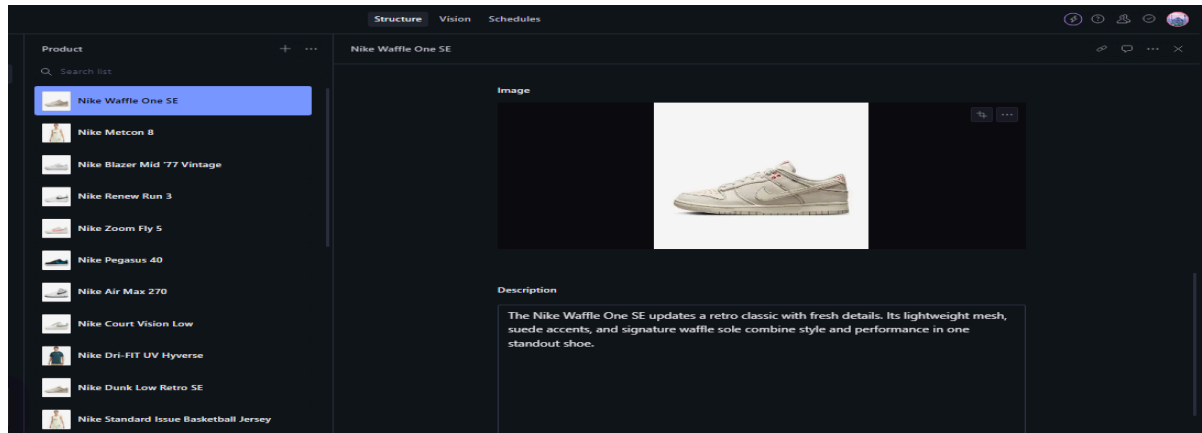 Structure Vision Schedules
Product
Nike Waffle One SE
Search list
Nike Waffle One SE
Nike Metcon 8
Nike Blazer Mid '77 Vintage
Nike Renew Run 3
Nike Zoom Fly 5
Nike Pegasus 40
Nike Air Max 270
Nike Court Vision Low
Nike Dri-FIT UV Hyverse
Nike Dunk Low Retro SE
Nike Standard Issue Basketball Jersey
Image
Description
The Nike Waffle One SE updates a retro classic with fresh details. Its lightweight mesh,
suede accents, and signature waffle sole combine style and performance in one
standout shoe.